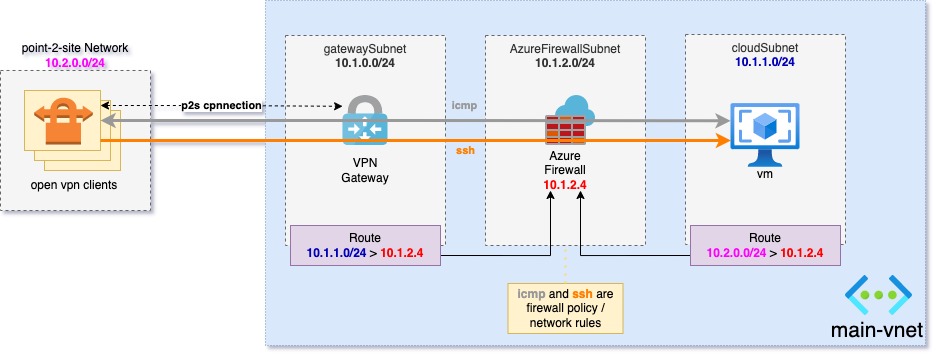 point-2-site Network
10.2.0.0/24
open vpn clients
p2s cpnnection
gatewaySubnet
10.1.0.0/24
VPN
Gateway
Route
10.1.1.0/24 > 10.1.2.4
icmp
ssh
AzureFirewallSubnet
10.1.2.0/24
Azure
Firewall
10.1.2.4
icmp and ssh are
firewall policy /
network rules
cloudSubnet
10.1.1.0/24
vm
Route
10.2.0.0/24 > 10.1.2.4
main-vnet